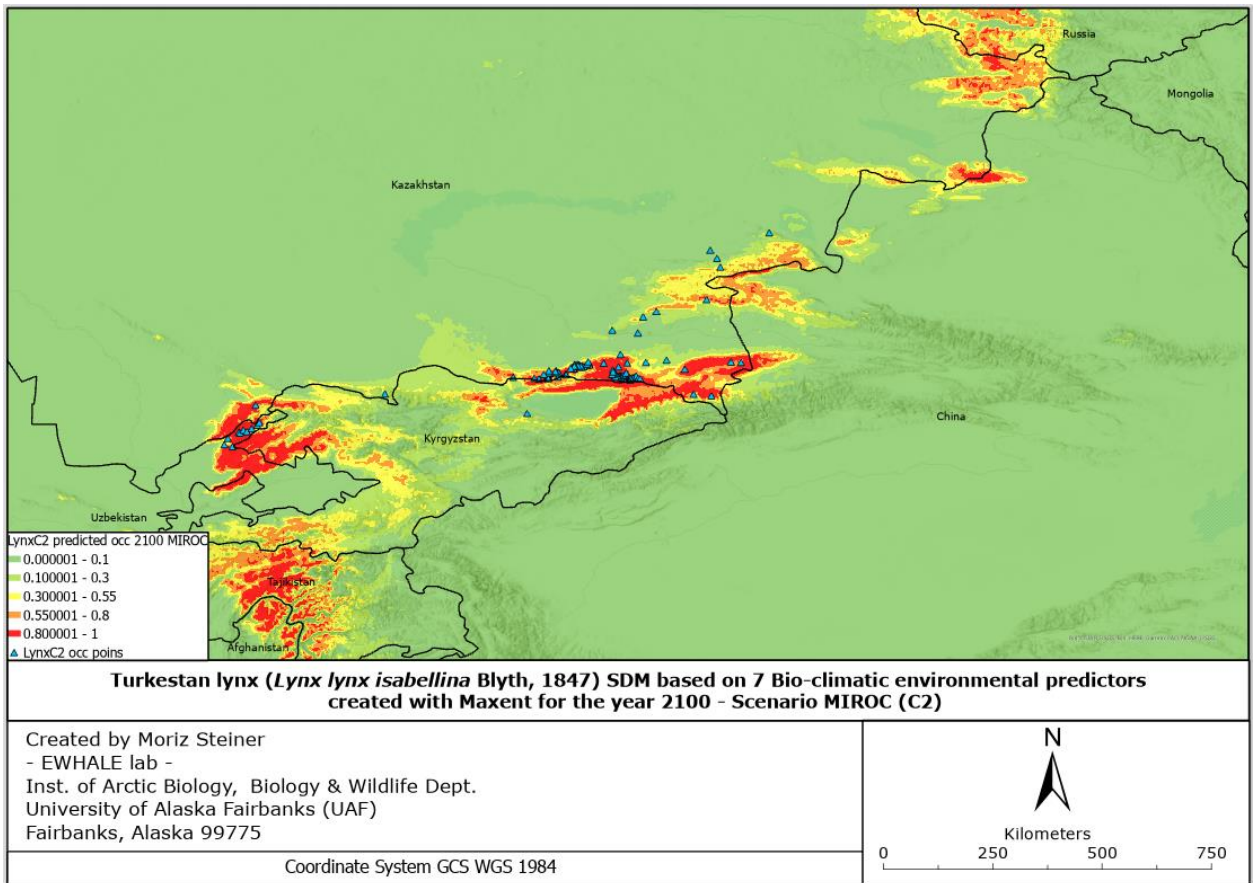 Russia
Mongolia
Kazakhstan
China
Kyrgyzstan
Uzbekistan
Tajikistan
Afghanistan
LynxC2 predicted occ 2100 MIROC
0.000001 - 0.1
0.100001 - 0.3
0.300001 - 0.55
0.550001 - 0.8
0.800001 - 1
LynxC2 occ poins
Turkestan lynx (Lynx lynx isabellina Blyth, 1847) SDM based on 7 Bio-climatic environmental predictors
created with Maxent for the year 2100 - Scenario MIROC (C2)
Created by Moriz Steiner
- EWHALE lab -
Inst. of Arctic Biology, Biology & Wildlife Dept.
University of Alaska Fairbanks (UAF)
Fairbanks, Alaska 99775
Coordinate System GCS WGS 1984
N
Kilometers
0 250 500 750